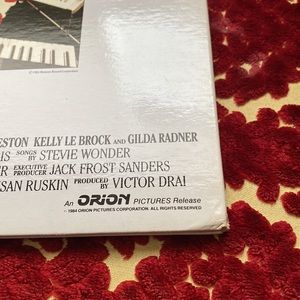 ESTON KELLY LE BROCK AND GILDA RADNER
IS SONGS BY STEVIE WONDER
ER EXECUTIVE PRODUCER JACK FROST SANDERS
SAN RUSKIN PRODUCED BY VICTOR DRAI
An ORION PICTURES Release
1984 ORION PICTURES CORPORATION. ALL RIGHTS RESERVED